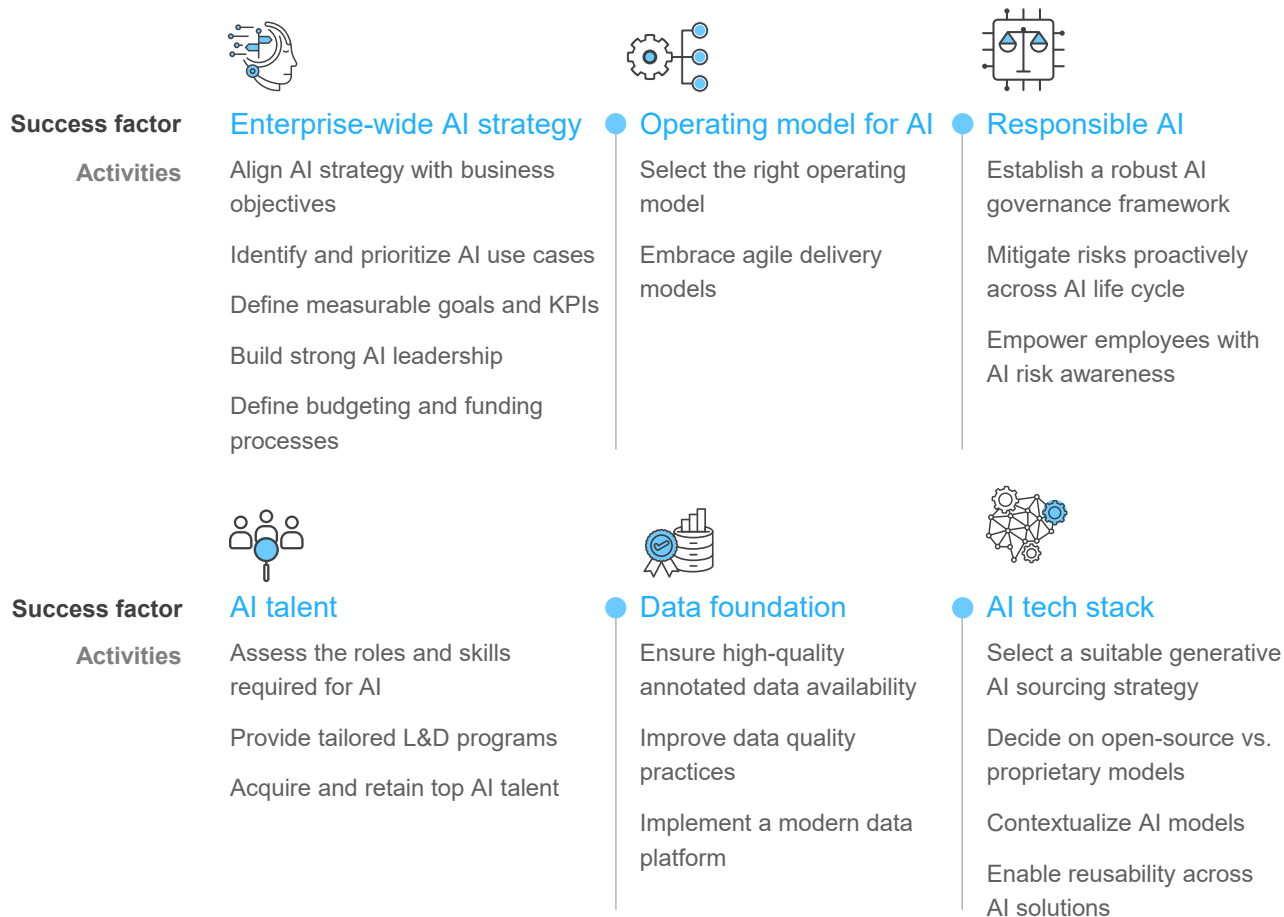 Success factor
Enterprise-wide AI strategy
Operating model for AI
Responsible AI
Activities
Align AI strategy with business
objectives
Identify and prioritize AI use cases
Define measurable goals and KPIs
Build strong AI leadership
Define budgeting and funding
processes
Select the right operating
model
Embrace agile delivery
models
Establish a robust AI
governance framework
Mitigate risks proactively
across AI life cycle
Empower employees with
AI risk awareness
Success factor
AI talent
Data foundation
AI tech stack
Activities
Assess the roles and skills
required for AI
Provide tailored L&D programs
Acquire and retain top AI talent
Ensure high-quality
annotated data availability
Improve data quality
practices
Implement a modern data
platform
Select a suitable generative
AI sourcing strategy
Decide on open-source vs.
proprietary models
Contextualize AI models
Enable reusability across
AI solutions